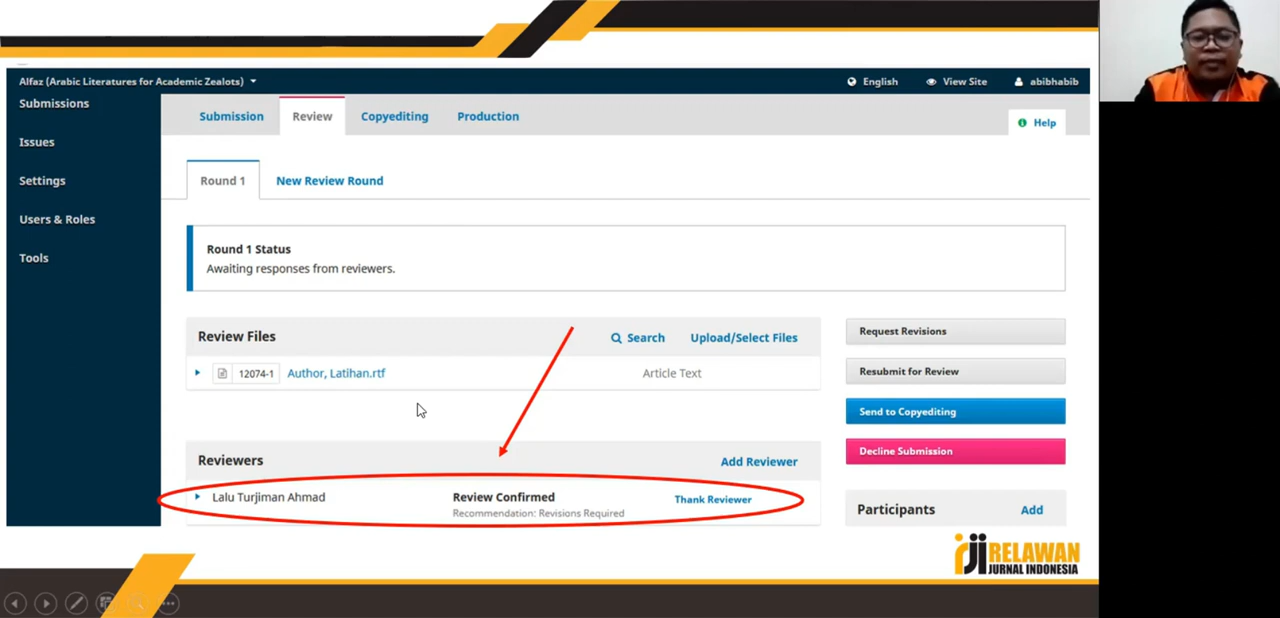 Alfaz (Arabic Literatures for Academic Zealots)
English
View Site
abibhabib
Submissions
Issues
Settings
Users & Roles
Tools
Submission
Review
Copyediting
Production
Help
Round 1
New Review Round
Round 1 Status
Awaiting responses from reviewers.
Review Files
Search
Upload/Select Files
12074-1
Author, Latihan.rtf
Article Text
Reviewers
Add Reviewer
Lalu Turjiman Ahmad
Review Confirmed
Thank Reviewer
Recommendation: Revisions Required
Request Revisions
Resubmit for Review
Send to Copyediting
Decline Submission
Participants
Add
rji RELAWAN
JURNAL INDONESIA